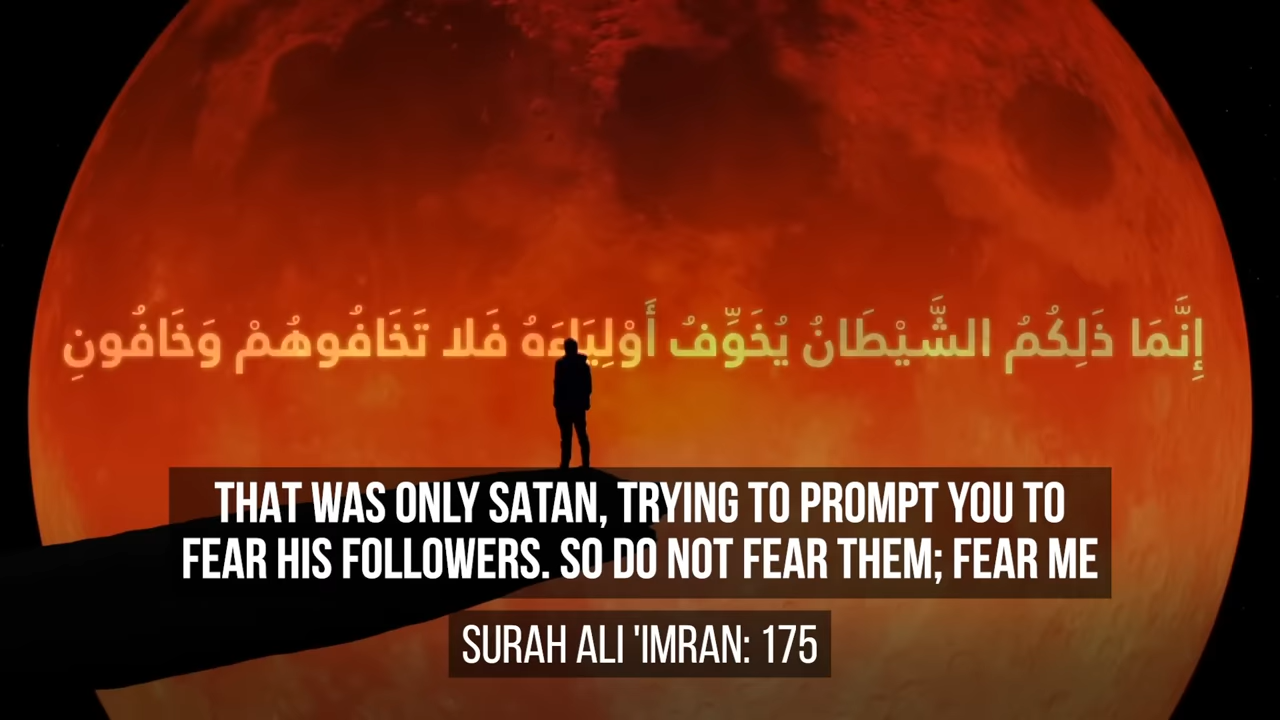 إِنَّمَا ذَلِكُمُ الشَّيْطَانُ يُخَوِّفُ أَوْلِيَاءَهُ فَلا تَخَافُوهُمْ وَخَافُونِ
THAT WAS ONLY SATAN, TRYING TO PROMPT YOU TO
FEAR HIS FOLLOWERS. SO DO NOT FEAR THEM; FEAR ME
SURAH ALI 'IMRAN: 175